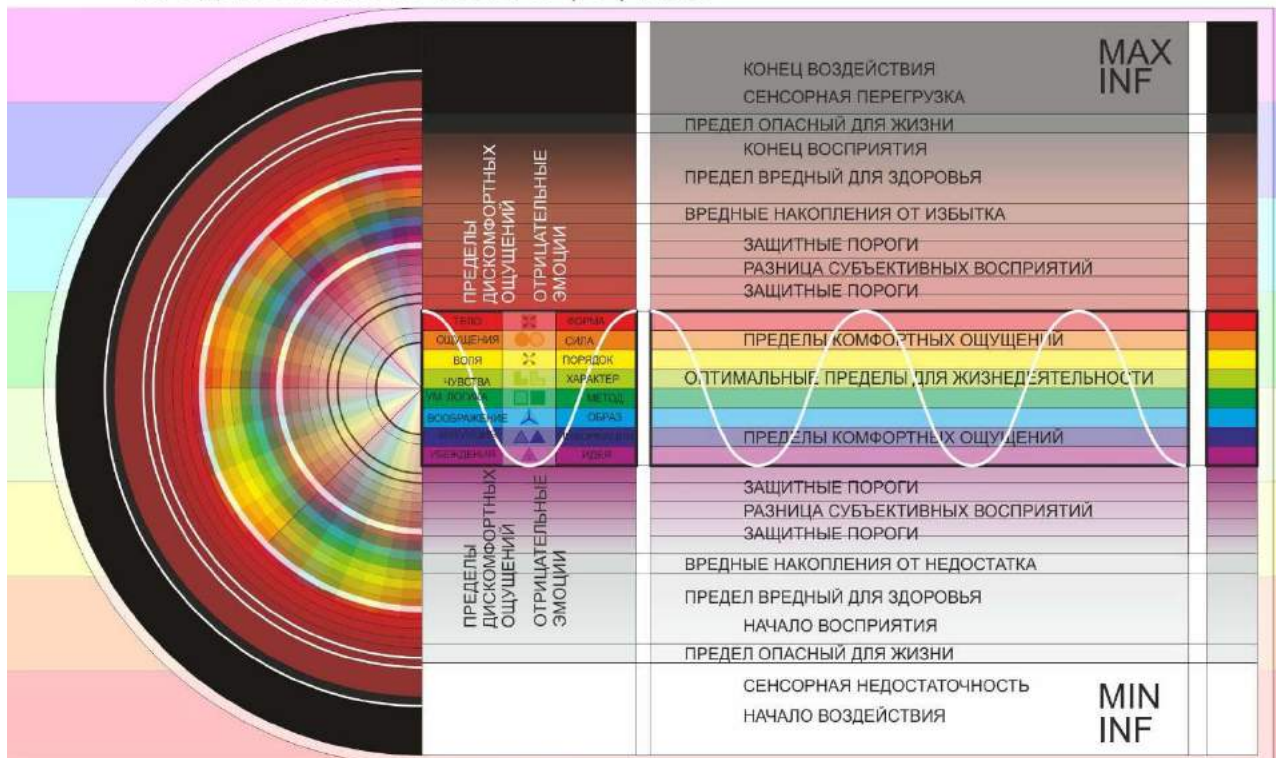 MAX
INF
КОНЕЦ ВОЗДЕЙСТВИЯ
СЕНСОРНАЯ ПЕРЕГРУЗКА
ПРЕДЕЛ ОПАСНЫЙ ДЛЯ ЖИЗНИ
КОНЕЦ ВОСПРИЯТИЯ
ПРЕДЕЛ ВРЕДНЫЙ ДЛЯ ЗДОРОВЬЯ
ВРЕДНЫЕ НАКОПЛЕНИЯ ОТ ИЗБЫТКА
ЗАЩИТНЫЕ ПОРОГИ
РАЗНИЦА СУБЪЕКТИВНЫХ ВОСПРИЯТИЙ
ЗАЩИТНЫЕ ПОРОГИ
ПРЕДЕЛЫ
ДИСКОМФОРТНЫХ
ОЩУЩЕНИЙ
ОТРИЦАТЕЛЬНЫЕ
ЭМОЦИИ
ТЕЛО ФОРМА
ОЩУЩЕНИЯ СИЛА
ВОЛЯ ПОРЯДОК
ЧУВСТВА ХАРАКТЕР
УМ ЛОГИКА МЕТОД
ВООБРАЖЕНИЕ ОБРАЗ
УБЕЖДЕНИЯ ИДЕЯ
ПРЕДЕЛЫ КОМФОРТНЫХ ОЩУЩЕНИЙ
ОПТИМАЛЬНЫЕ ПРЕДЕЛЫ ДЛЯ ЖИЗНЕДЕЯТЕЛЬНОСТИ
ПРЕДЕЛЫ КОМФОРТНЫХ ОЩУЩЕНИЙ
ПРЕДЕЛЫ
ДИСКОМФОРТНЫХ
ОЩУЩЕНИЙ
ОТРИЦАТЕЛЬНЫЕ
ЭМОЦИИ
ЗАЩИТНЫЕ ПОРОГИ
РАЗНИЦА СУБЪЕКТИВНЫХ ВОСПРИЯТИЙ
ЗАЩИТНЫЕ ПОРОГИ
ВРЕДНЫЕ НАКОПЛЕНИЯ ОТ НЕДОСТАТКА
ПРЕДЕЛ ВРЕДНЫЙ ДЛЯ ЗДОРОВЬЯ
НАЧАЛО ВОСПРИЯТИЯ
ПРЕДЕЛ ОПАСНЫЙ ДЛЯ ЖИЗНИ
СЕНСОРНАЯ НЕДОСТАТОЧНОСТЬ
НАЧАЛО ВОЗДЕЙСТВИЯ
MIN
INF